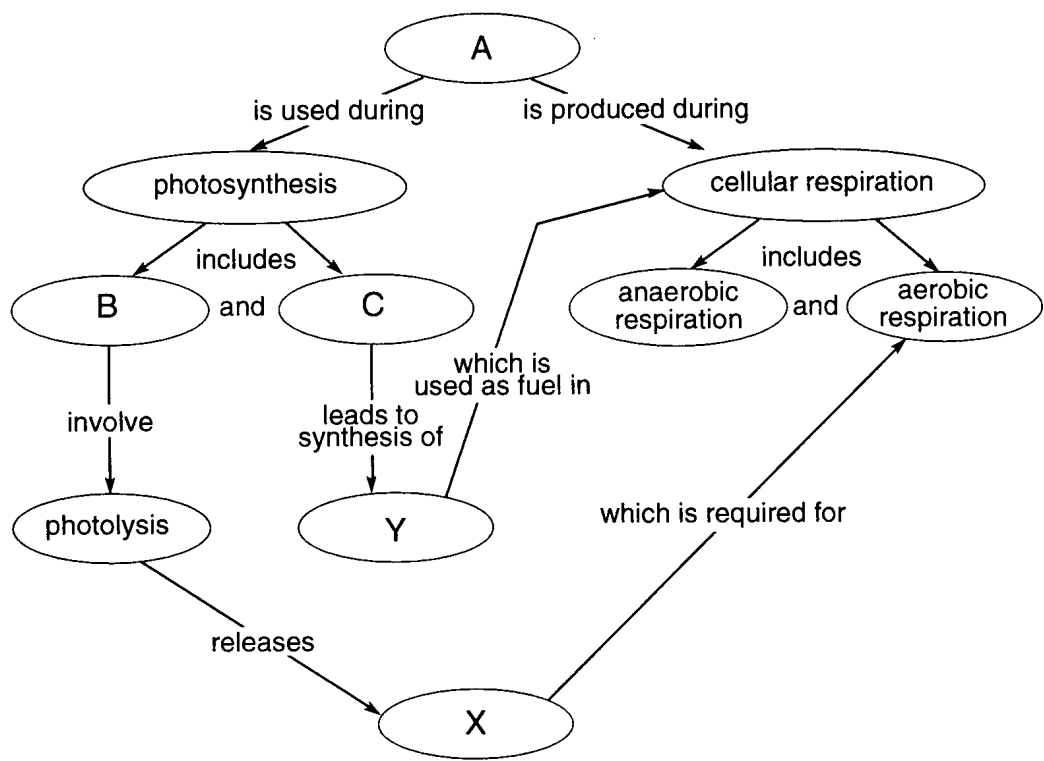 A
is used during
is produced during
photosynthesis
cellular respiration
includes
includes
B
and
C
anaerobic
respiration
and
aerobic
respiration
which is
used as fuel in
involve
leads to
synthesis of
photolysis
Y
which is required for
releases
X